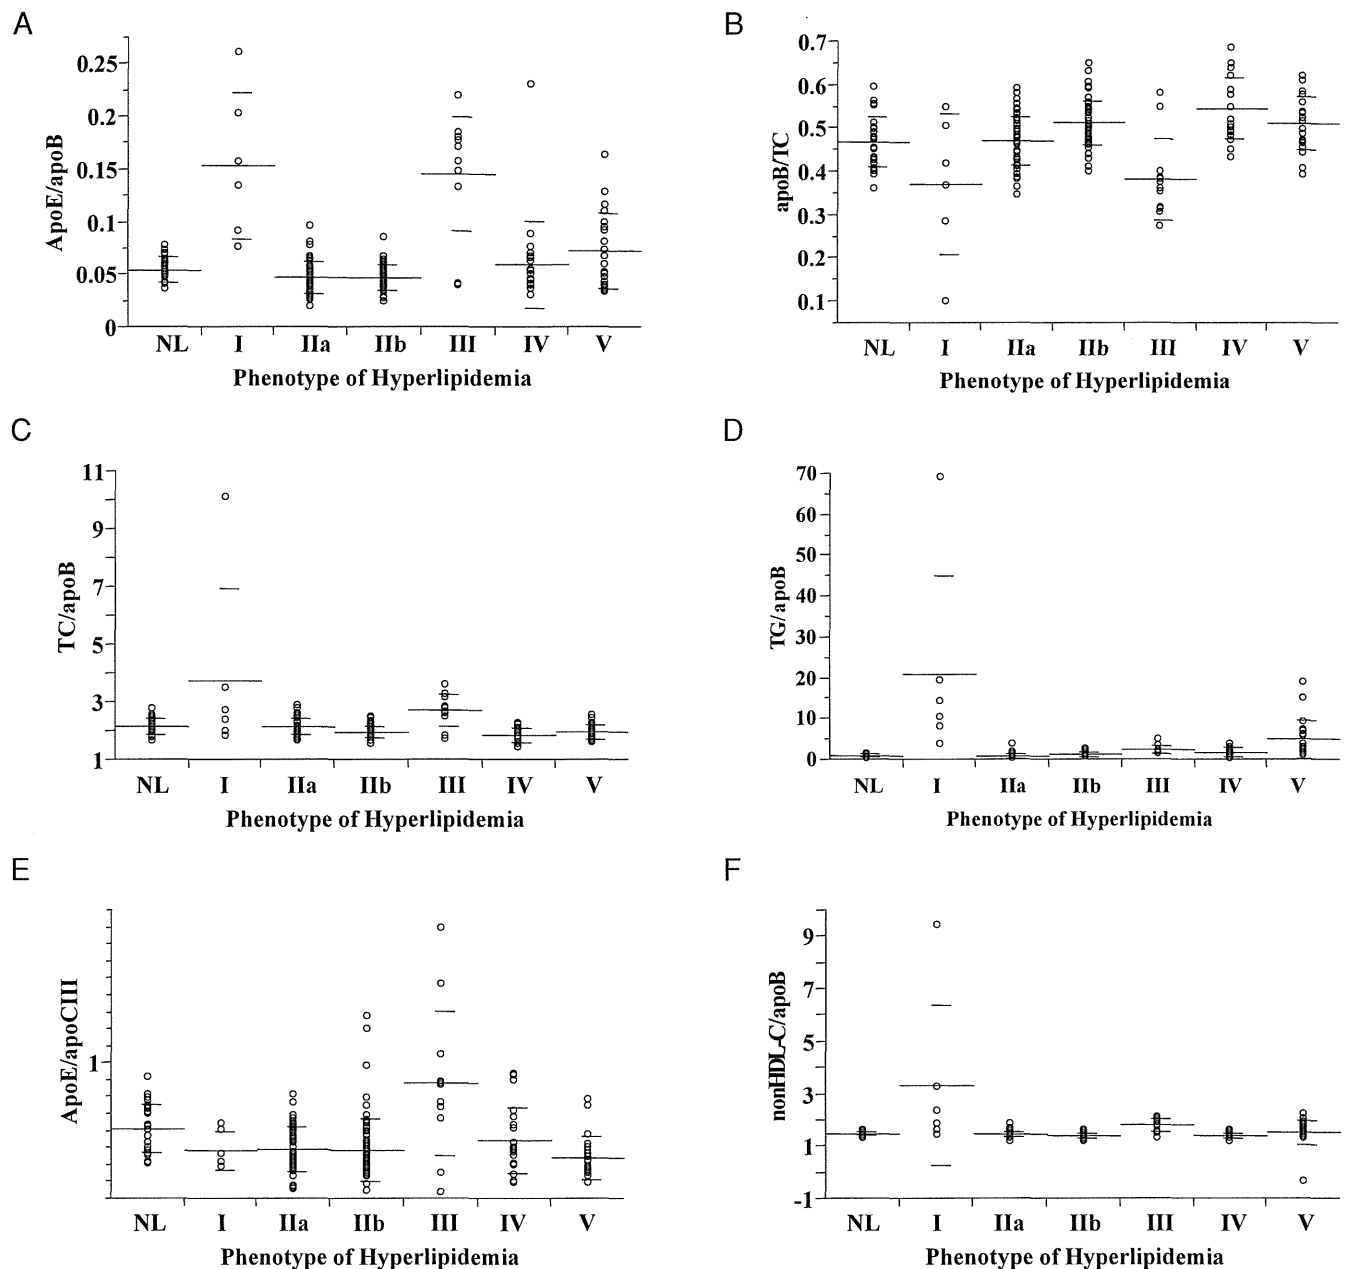 A
ApoE/apoB
0.25
0.2
0.15
0.1
0.05
0
NL I IIa IIb III IV V
Phenotype of Hyperlipidemia
B
apoB/TC
0.7
0.6
0.5
0.4
0.3
0.2
0.1
NL I IIa IIb III IV V
Phenotype of Hyperlipidemia
C
TC/apoB
11
9
7
5
3
1
NL I IIa IIb III IV V
Phenotype of Hyperlipidemia
D
TG/apoB
70
60
50
40
30
20
10
0
NL I IIa IIb III IV V
Phenotype of Hyperlipidemia
E
ApoE/apoCIII
1
NL I IIa IIb III IV V
Phenotype of Hyperlipidemia
F
nonHDL-C/apoB
9
7
5
3
1
-1
NL I IIa IIb III IV V
Phenotype of Hyperlipidemia